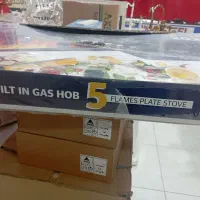 ILT IN GAS HOB 5 FLAMES PLATE STOVE